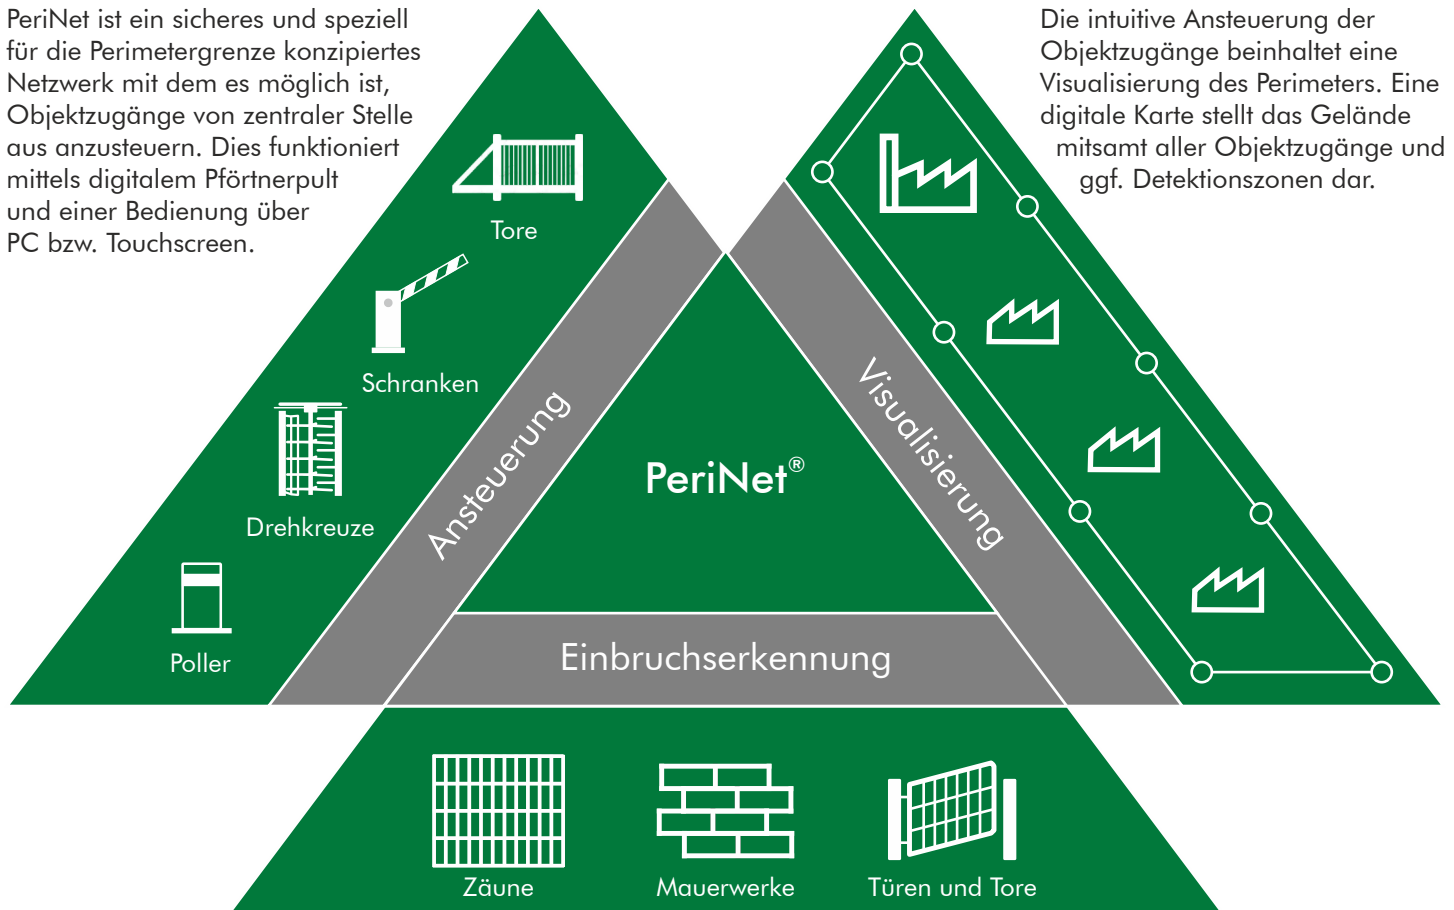 PeriNet ist ein sicheres und speziell
für die Perimetergrenze konzipiertes
Netzwerk mit dem es möglich ist,
Objektzugänge von zentraler Stelle
aus anzusteuern. Dies funktioniert
mittels digitalem Pförtnerpult
und einer Bedienung über
PC bzw. Touchscreen.
Die intuitive Ansteuerung der
Objektzugänge beinhaltet eine
Visualisierung des Perimeters. Eine
digitale Karte stellt das Gelände
mitsamt aller Objektzugänge und
ggf. Detektionszonen dar.
Tore
Schranken
Drehkreuze
Poller
Ansteuerung
PeriNet®
Visualisierung
Einbruchserkennung
Zäune
Mauerwerke
Türen und Tore